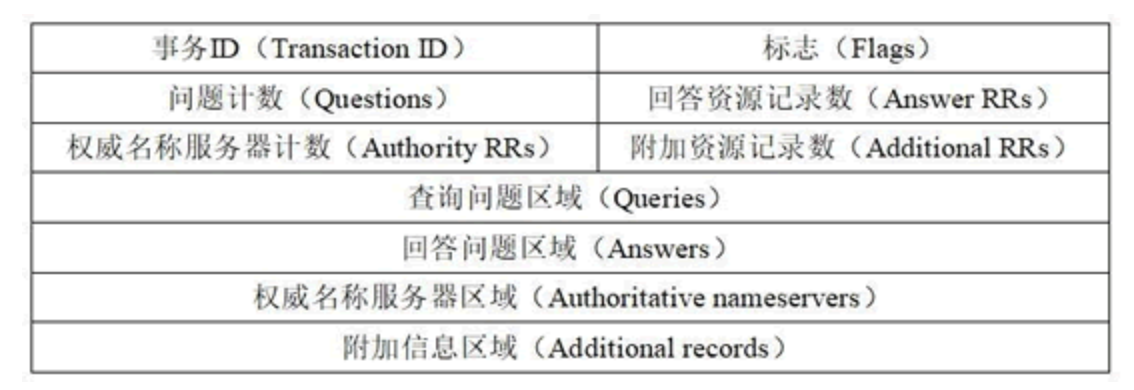 事务ID（Transaction ID） 标志（Flags）
问题计数（Questions） 回答资源记录数（Answer RRs）
权威名称服务器计数（Authority RRs） 附加资源记录数（Additional RRs）
查询问题区域（Queries）
回答问题区域（Answers）
权威名称服务器区域（Authoritative nameservers）
附加信息区域（Additional records）